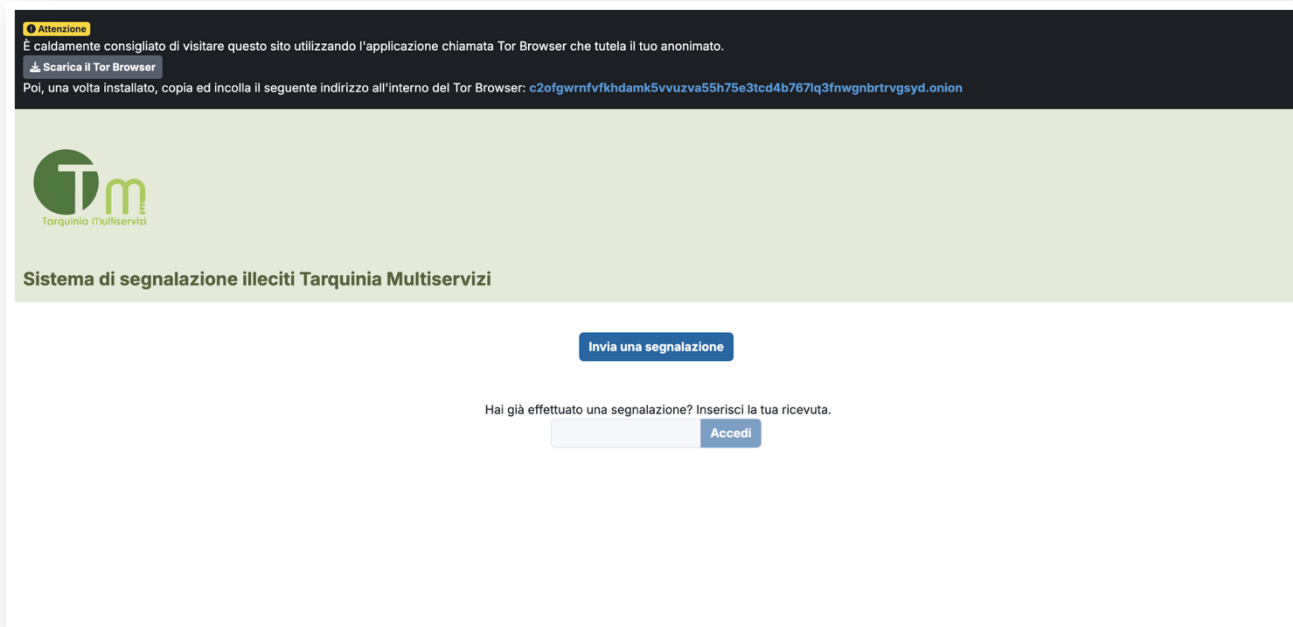 Attenzione
È caldamente consigliato di visitare questo sito utilizzando l'applicazione chiamata Tor Browser che tutela il tuo anonimato.
Scarica il Tor Browser
Poi, una volta installato, copia ed incolla il seguente indirizzo all'interno del Tor Browser: c2ofgwrnfvfkhdamk5vvuzva55h75e3tcd4b767lq3fnwgnbrtrvgsyd.onion
Tm
Tarquinia Multiservizi
Sistema di segnalazione illeciti Tarquinia Multiservizi
Invia una segnalazione
Hai già effettuato una segnalazione? Inserisci la tua ricevuta.
Accedi